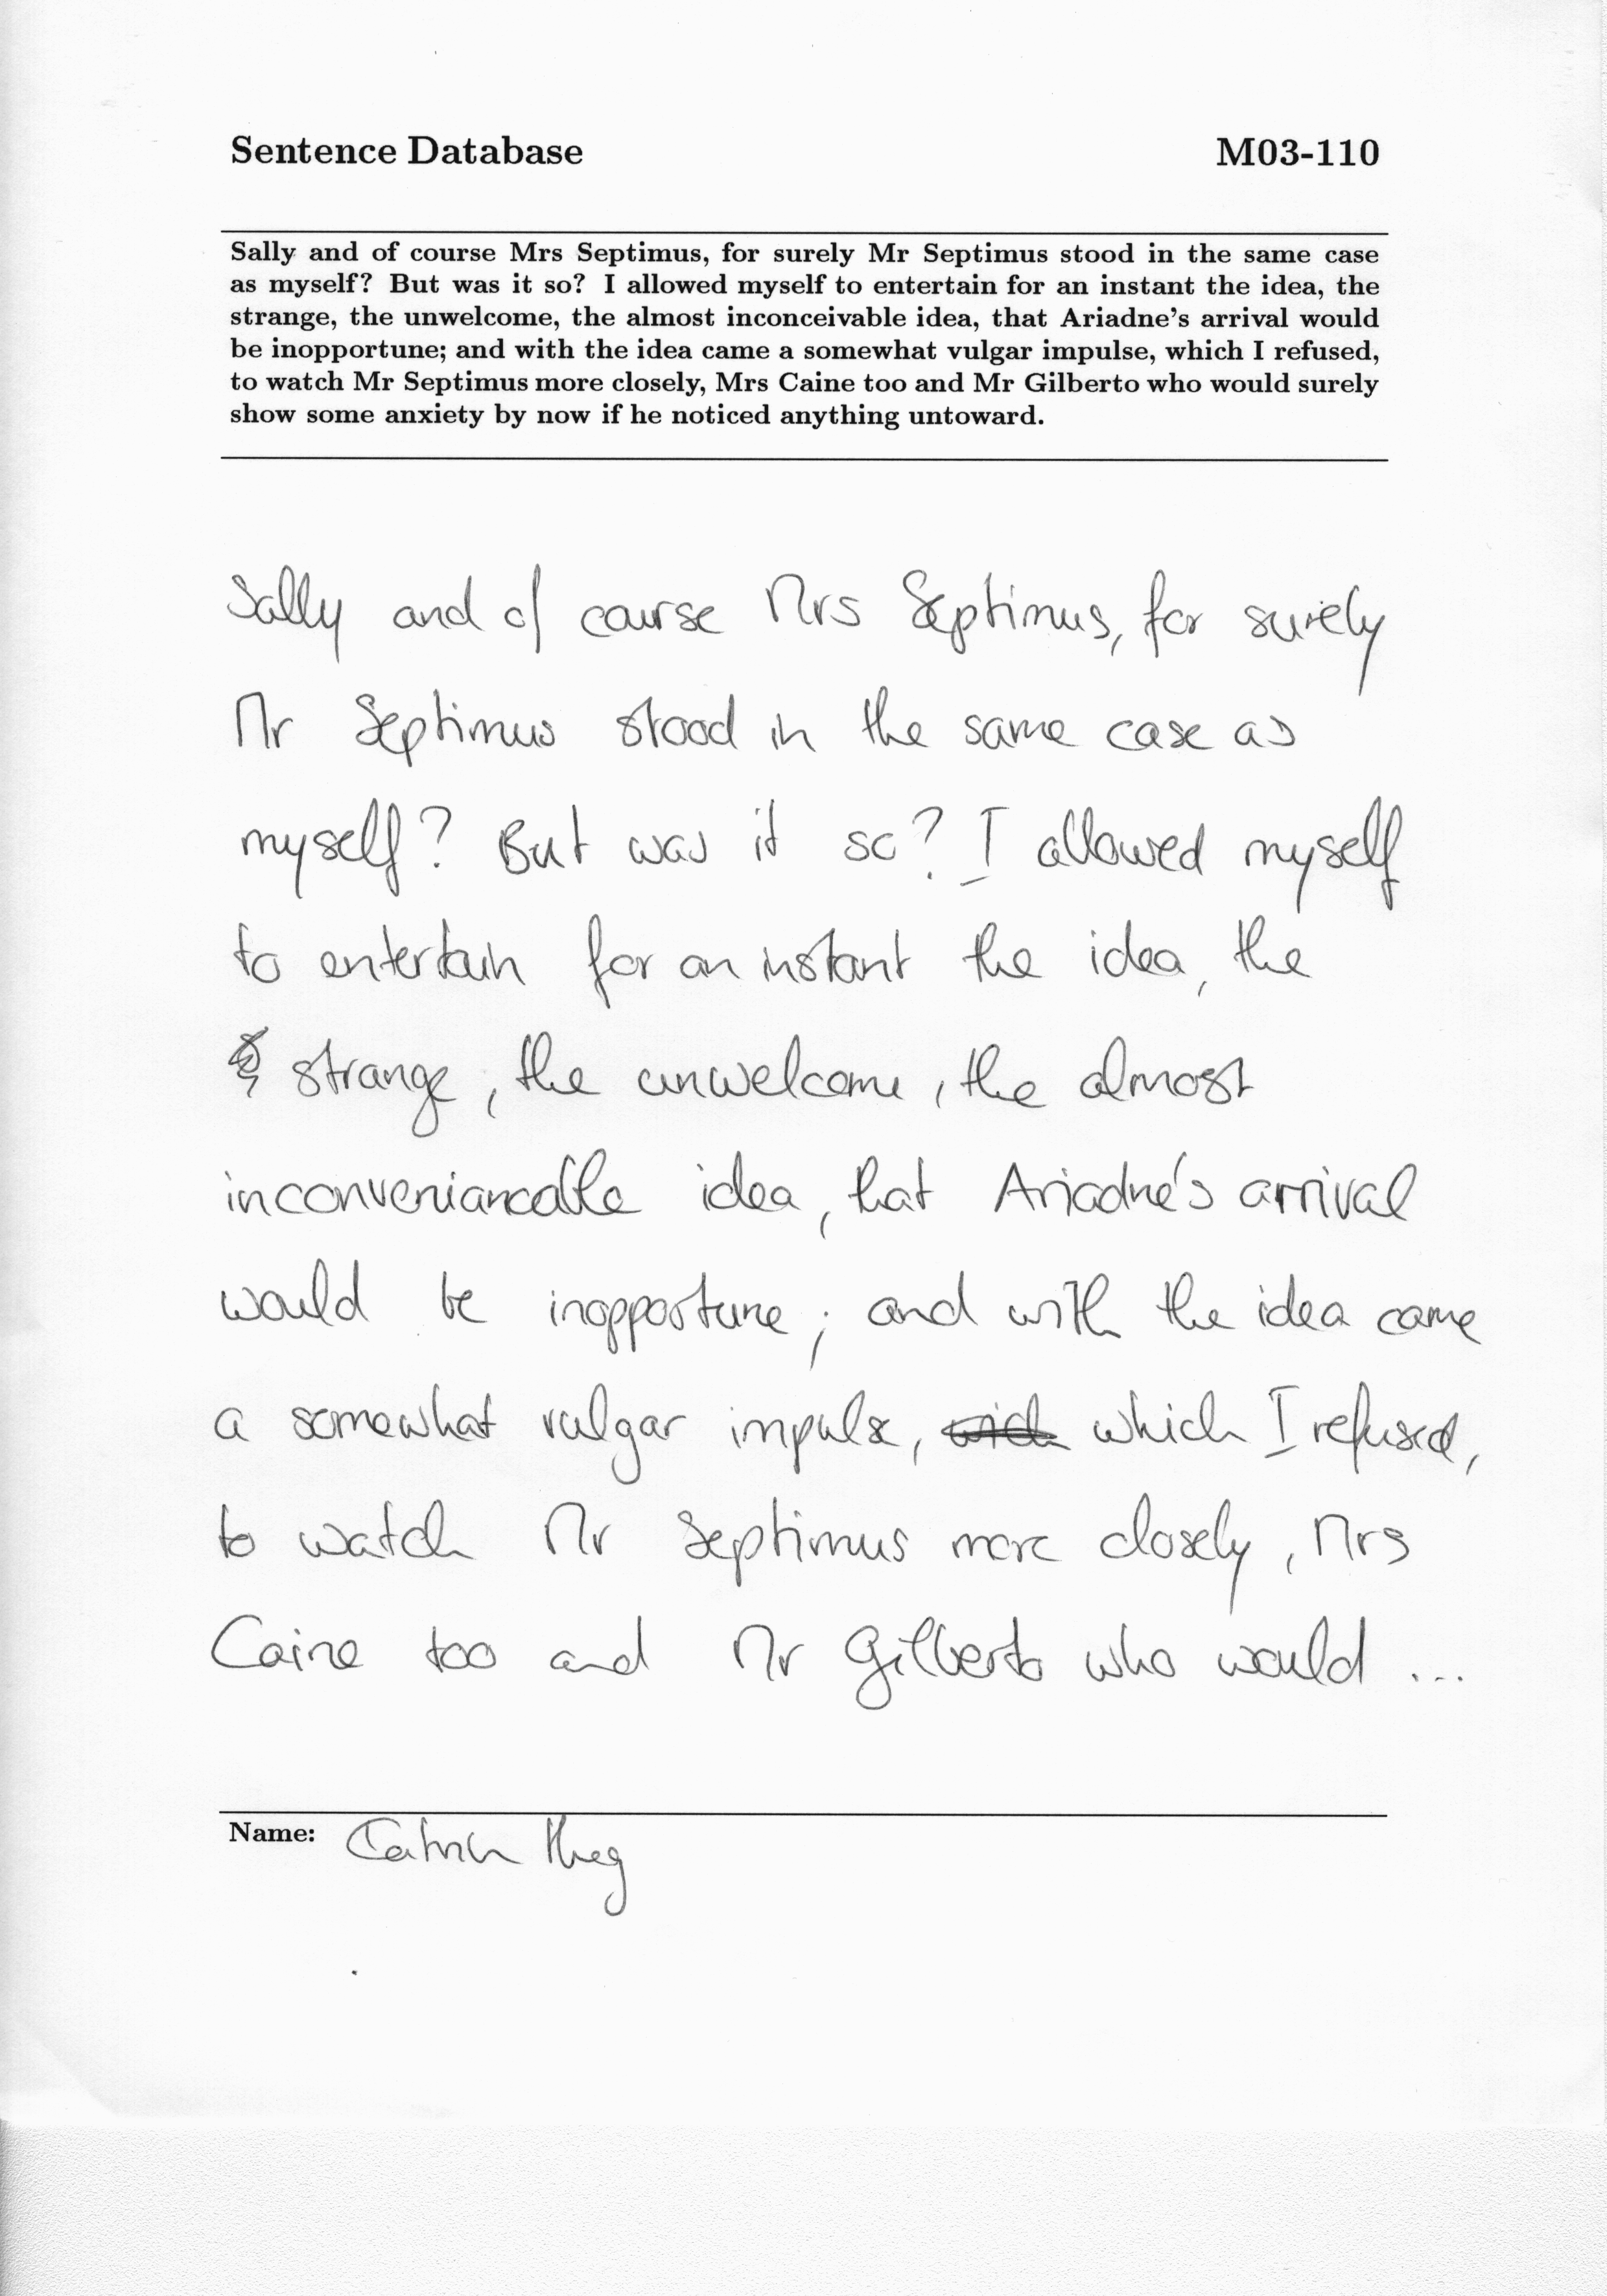 Sentence Database M03-110
Sally and of course Mrs Septimus, for surely Mr Septimus stood in the same case
as myself? But was it so? I allowed myself to entertain for an instant the idea, the
strange, the unwelcome, the almost inconceivable idea, that Ariadne's arrival would
be inopportune; and with the idea came a somewhat vulgar impulse, which I refused,
to watch Mr Septimus more closely, Mrs Caine too and Mr Gilberto who would surely
show some anxiety by now if he noticed anything untoward.
Sally and of course Mrs Septimus, for surely
Mr Septimus stood in the same case as
myself? But was it so? I allowed myself
to entertain for an instant the idea, the
strange, the unwelcome, the almost
inconveniancable idea, that Ariadne's arrival
would be inopportune; and with the idea came
a somewhat vulgar impulse, which I refused,
to watch Mr Septimus more closely, Mrs
Caine too and Mr Gilberto who would ...
Name: